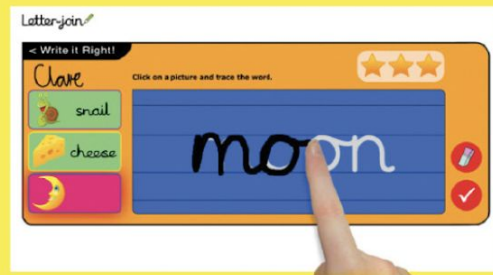 Letter-join
< Write it Right!
Clare
Click on a picture and trace the word.
snail
cheese
moon